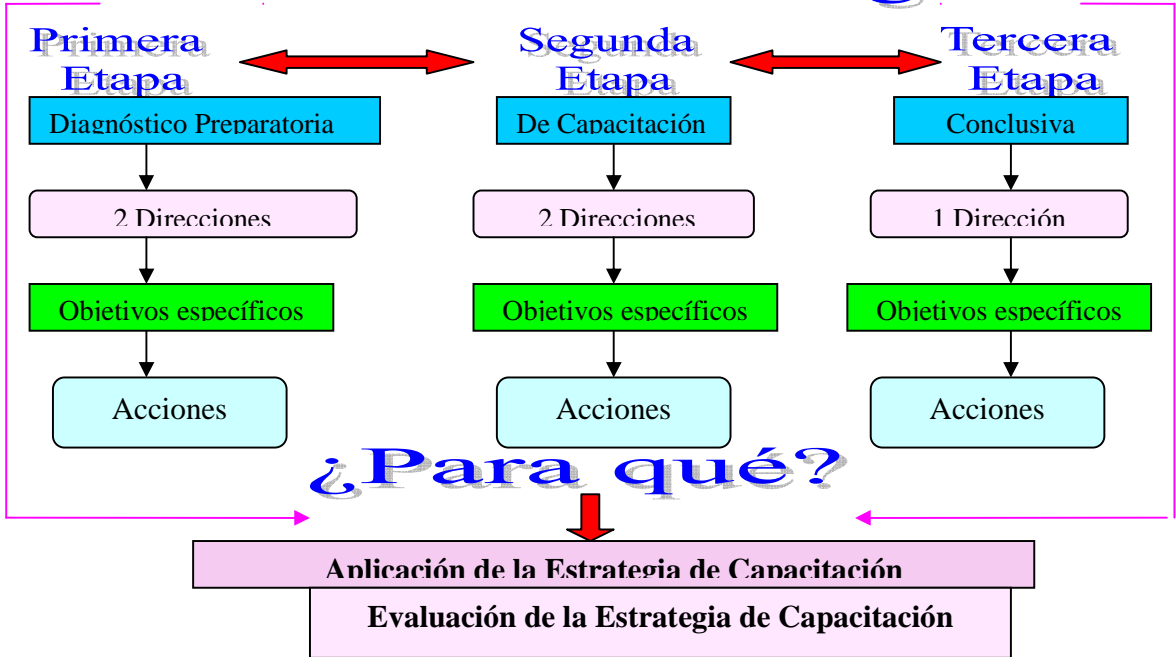 Primera
Etapa
Segunda
Etapa
Tercera
Etapa
Diagnóstico Preparatoria
De Capacitación
Conclusiva
2 Direcciones
2 Direcciones
1 Dirección
Objetivos específicos
Objetivos específicos
Objetivos específicos
Acciones
Acciones
Acciones
¿Para qué?
Aplicación de la Estrategia de Capacitación
Evaluación de la Estrategia de Capacitación